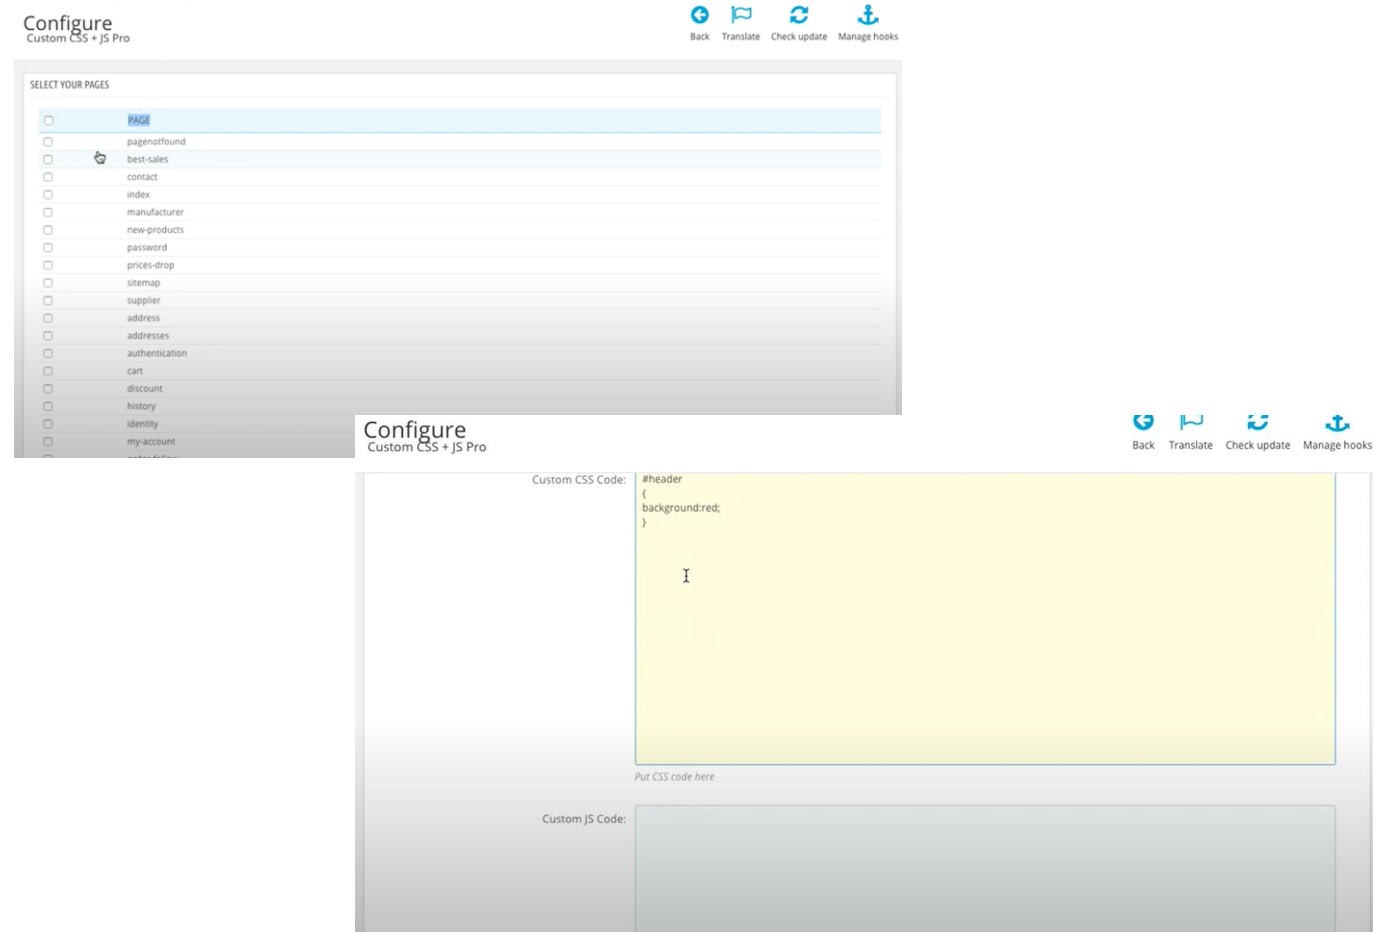 Configure
Custom CSS + JS Pro
Back Translate Check update Manage hooks
SELECT YOUR PAGES
PAGE
pagenotfound
best-sales
contact
index
manufacturer
new-products
password
prices-drop
sitemap
supplier
address
addresses
authentication
cart
discount
history
identity
my-account
Configure
Custom CSS + JS Pro
Back Translate Check update Manage hooks
Custom CSS Code:
#header
{
background:red;
}
Put CSS code here
Custom JS Code: